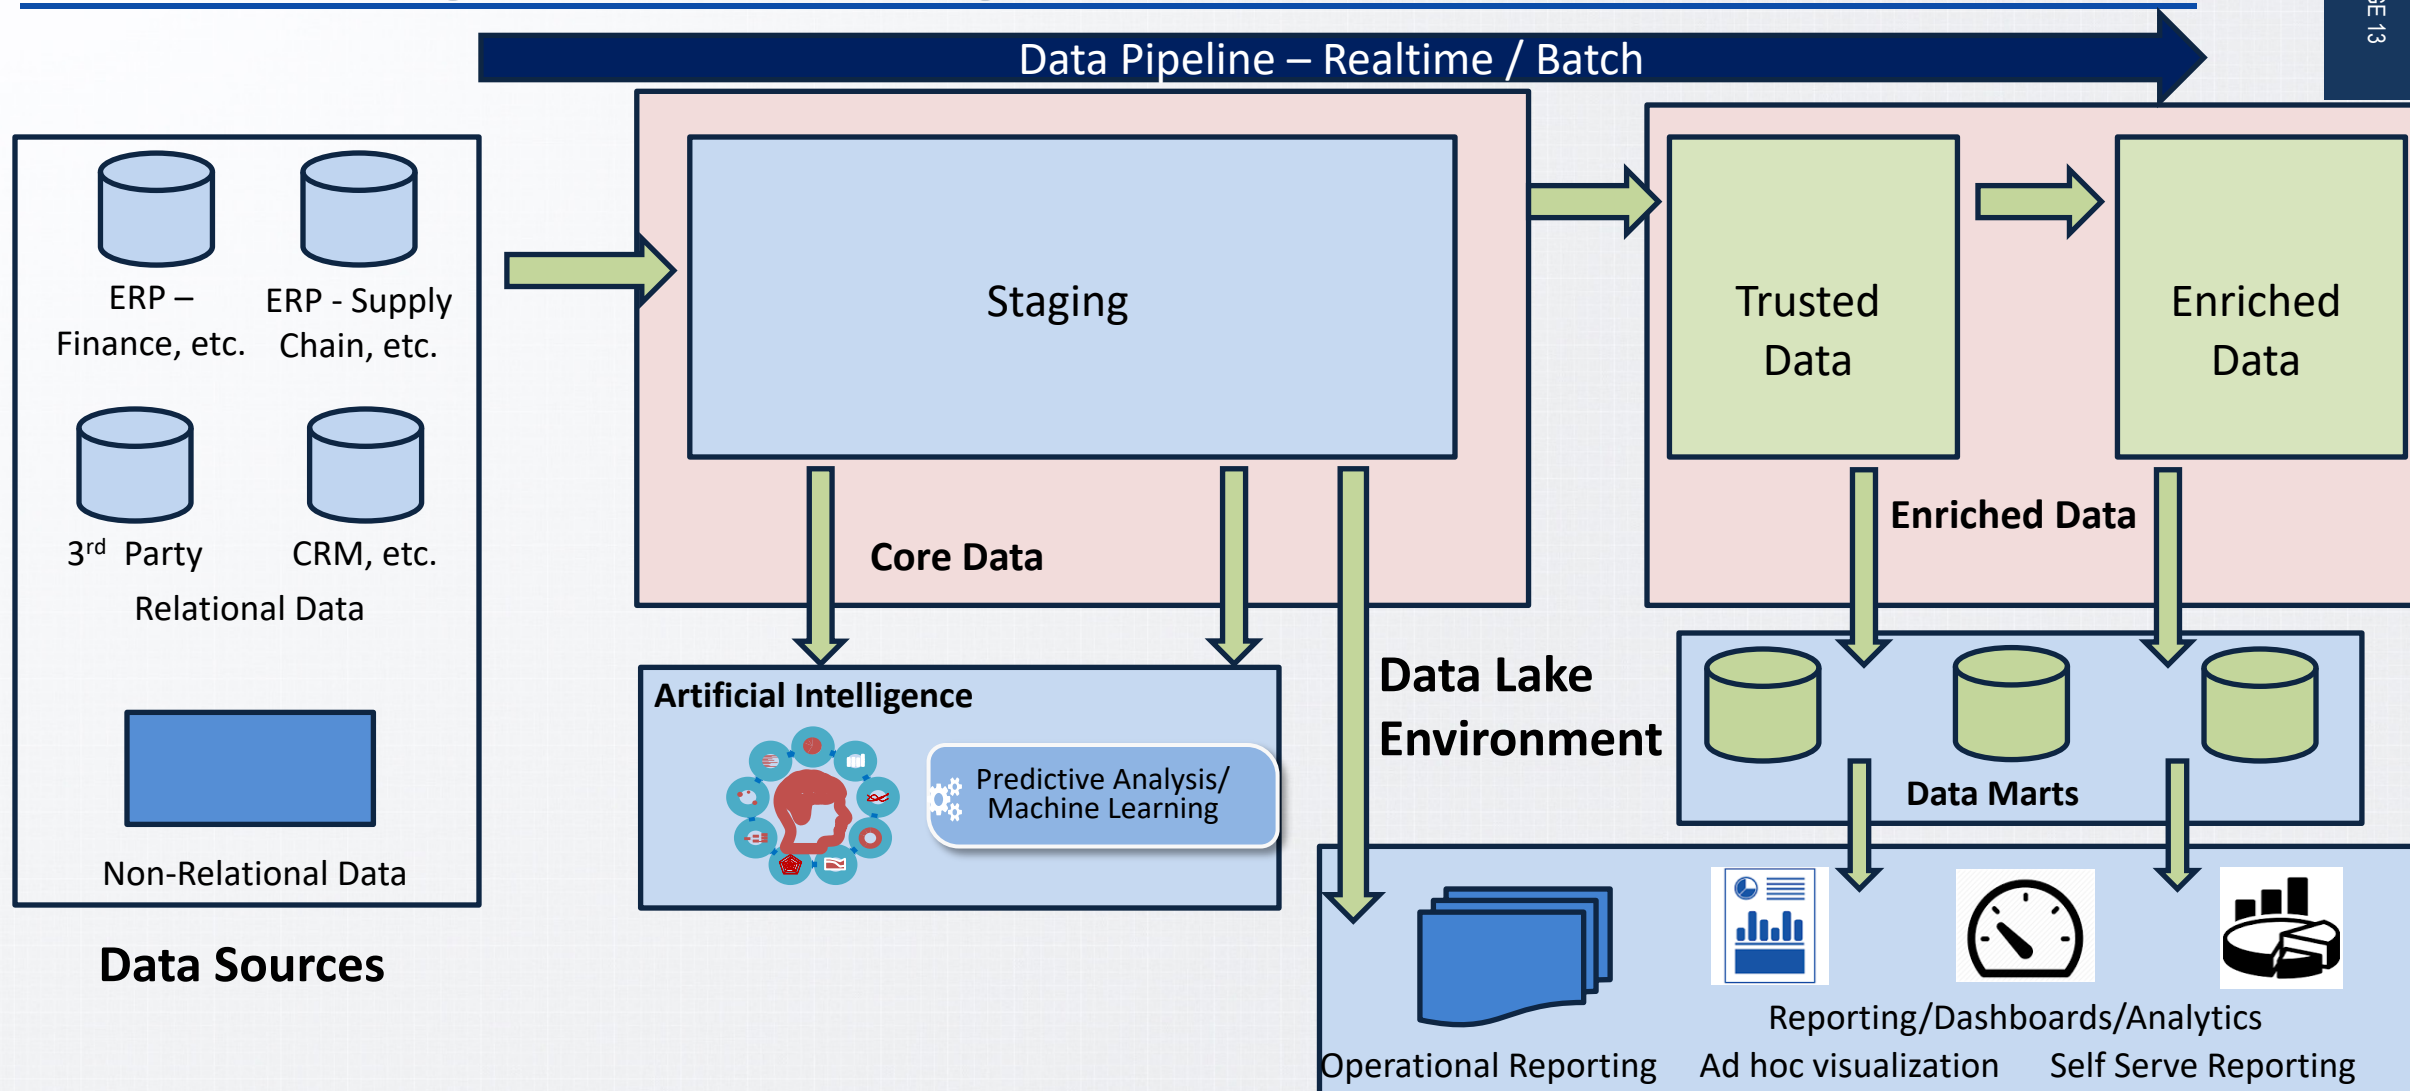 GE 13
Data Pipeline – Realtime / Batch
ERP –
Finance, etc.
ERP - Supply
Chain, etc.
3rd Party
CRM, etc.
Relational Data
Non-Relational Data
Data Sources
Staging
Core Data
Trusted
Data
Enriched
Data
Enriched Data
Artificial Intelligence
Predictive Analysis/
Machine Learning
Data Lake
Environment
Data Marts
Reporting/Dashboards/Analytics
Operational Reporting
Ad hoc visualization
Self Serve Reporting